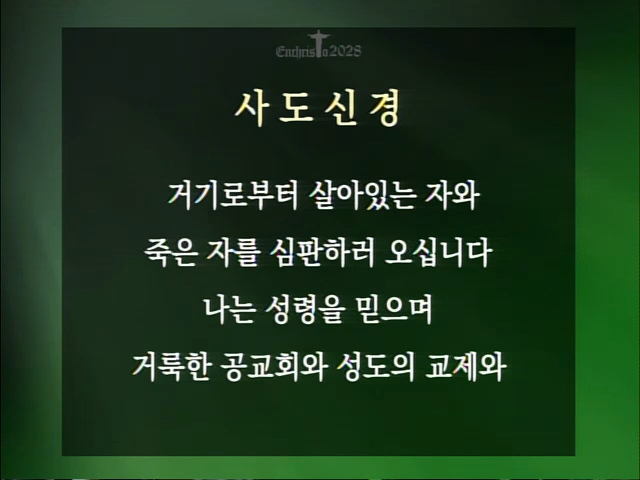 Enchristo2028
사도신경
거기로부터 살아있는 자와
죽은 자를 심판하러 오십니다
나는 성령을 믿으며
거룩한 공교회와 성도의 교제와